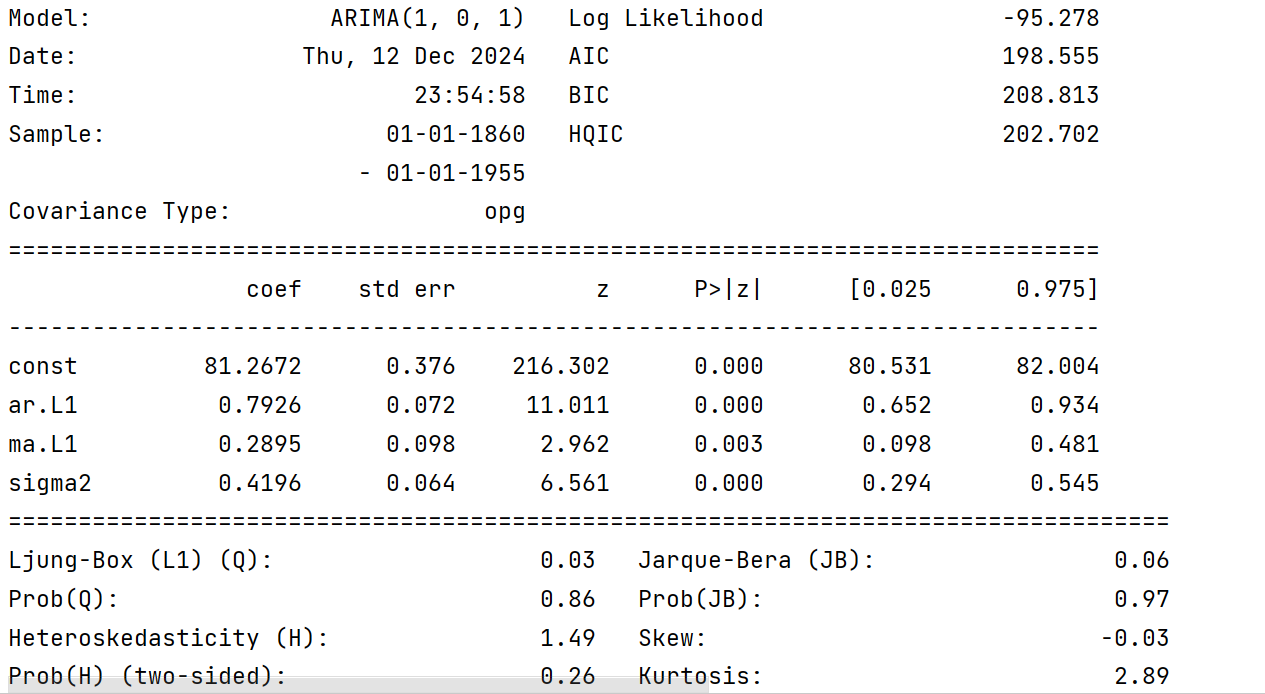 Model:                 ARIMA(1, 0, 1)   Log Likelihood                 -95.278
Date:                Thu, 12 Dec 2024   AIC                            198.555
Time:                        23:54:58   BIC                            208.813
Sample:                    01-01-1860   HQIC                           202.702
                         - 01-01-1955
Covariance Type:                  opg
==============================================================================
                 coef    std err          z      P>|z|      [0.025      0.975]
------------------------------------------------------------------------------
const         81.2672      0.376    216.302      0.000      80.531      82.004
ar.L1          0.7926      0.072     11.011      0.000       0.652       0.934
ma.L1          0.2895      0.098      2.962      0.003       0.098       0.481
sigma2         0.4196      0.064      6.561      0.000       0.294       0.545
===================================================================================
Ljung-Box (L1) (Q):                   0.03   Jarque-Bera (JB):                 0.06
Prob(Q):                              0.86   Prob(JB):                         0.97
Heteroskedasticity (H):               1.49   Skew:                            -0.03
Prob(H) (two-sided):                  0.26   Kurtosis:                         2.89